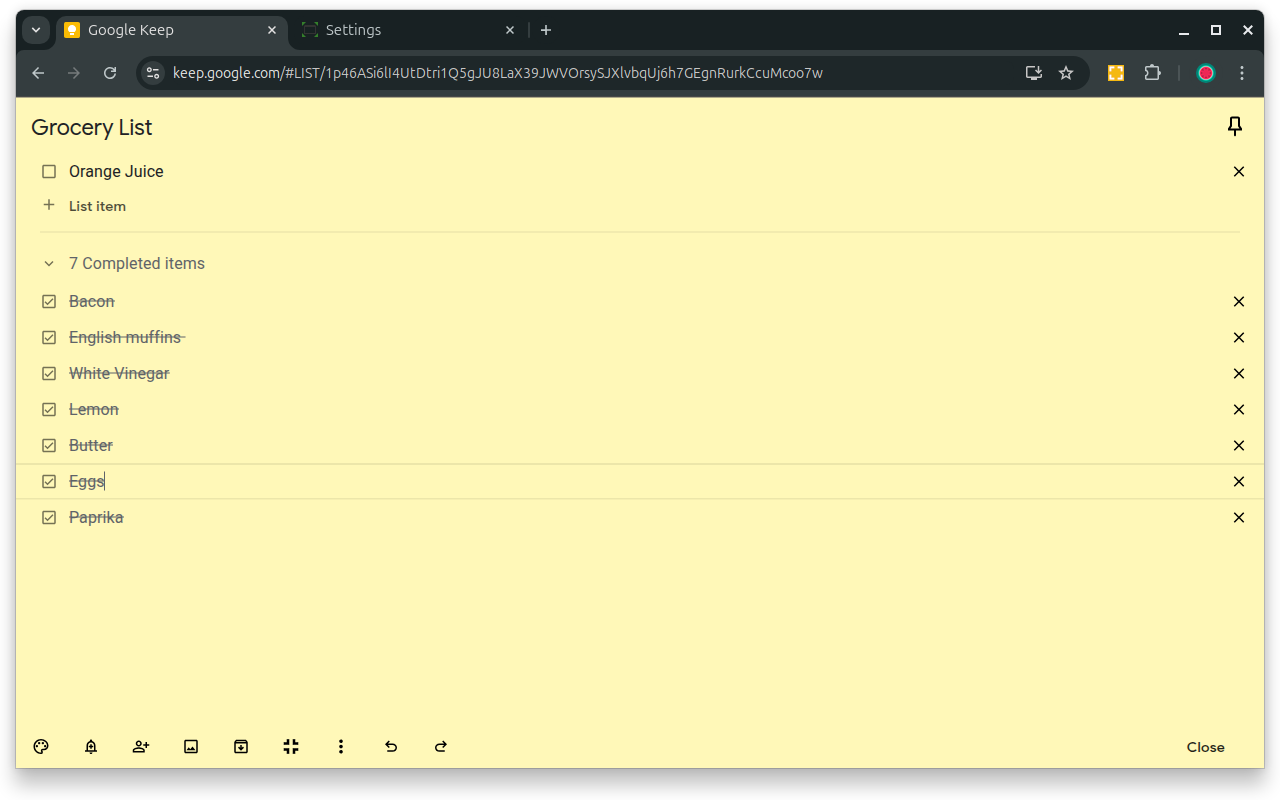 Google Keep
Settings
keep.google.com/#LIST/1p46ASi6lI4UtDtri1Q5gJU8LaX39JWVOrsySJXlvbqUj6h7GEgnRurkCcuMcoo7w
Grocery List
Orange Juice
List item
7 Completed items
Bacon
English muffins
White Vinegar
Lemon
Butter
Eggs
Paprika
Close